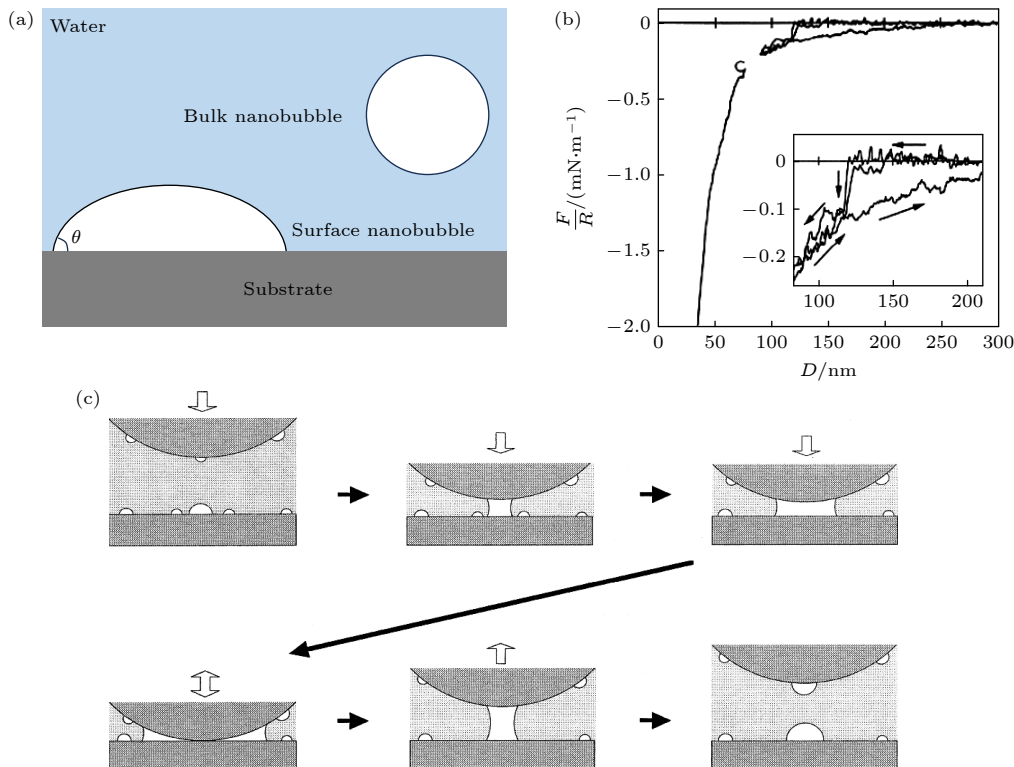 (a)
Water
Bulk nanobubble
θ
Surface nanobubble
Substrate
(b)
0
−0.5
−1.0
−1.5
−2.0
F/R/(mN·m⁻¹)
0 50 100 150 200 250 300
D/nm
0
−0.1
−0.2
100 150 200
(c)